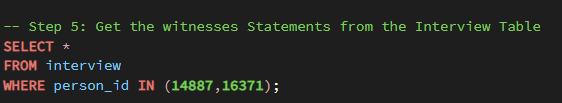 -- Step 5: Get the witnesses Statements from the Interview Table
SELECT *
FROM interview
WHERE person_id IN (14887,16371);